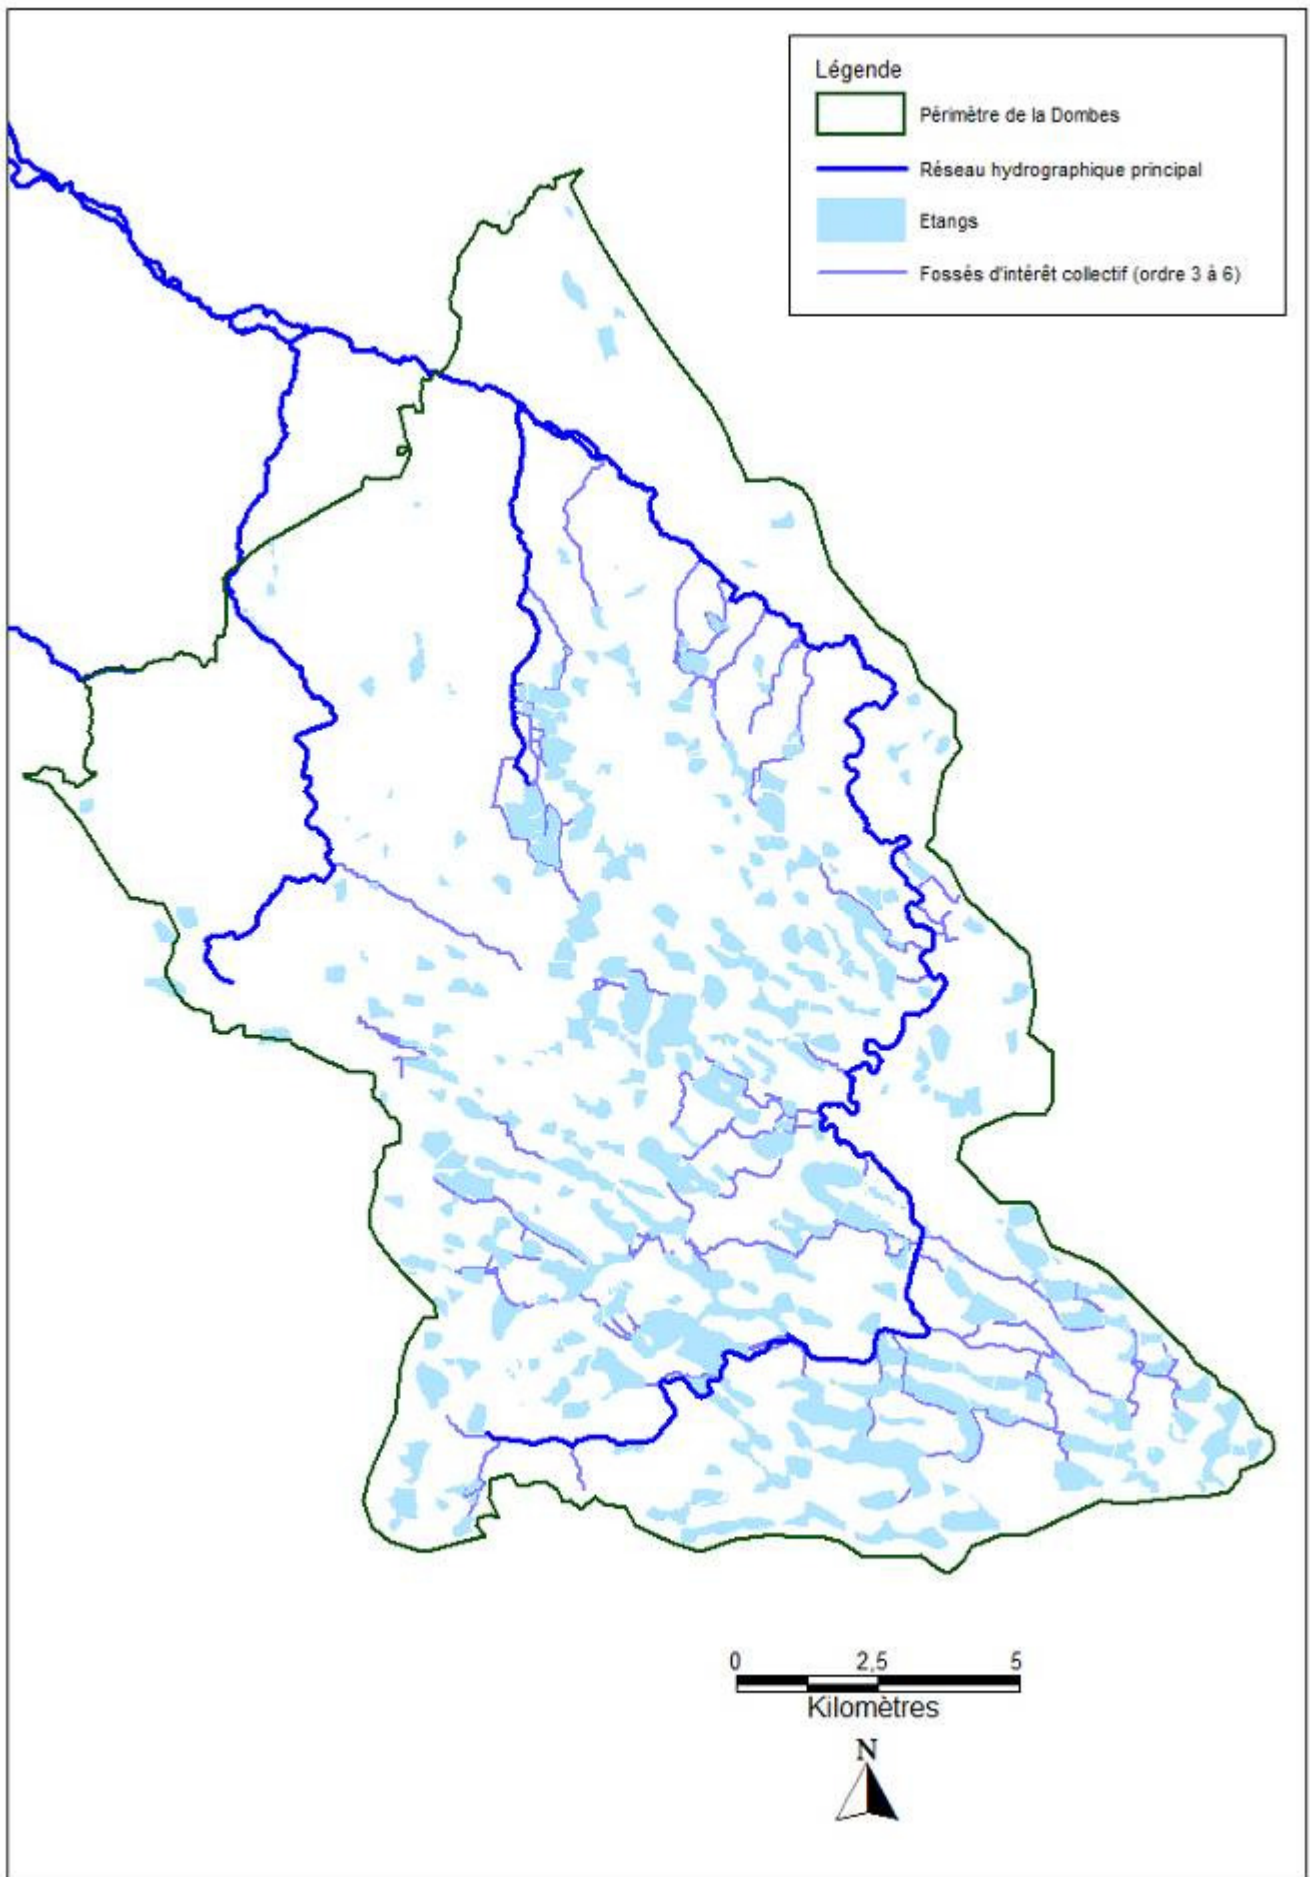 Légende
Périmètre de la Dombes
Réseau hydrographique principal
Etangs
Fossés d'intérêt collectif (ordre 3 à 6)
0 2,5 5
Kilomètres
N